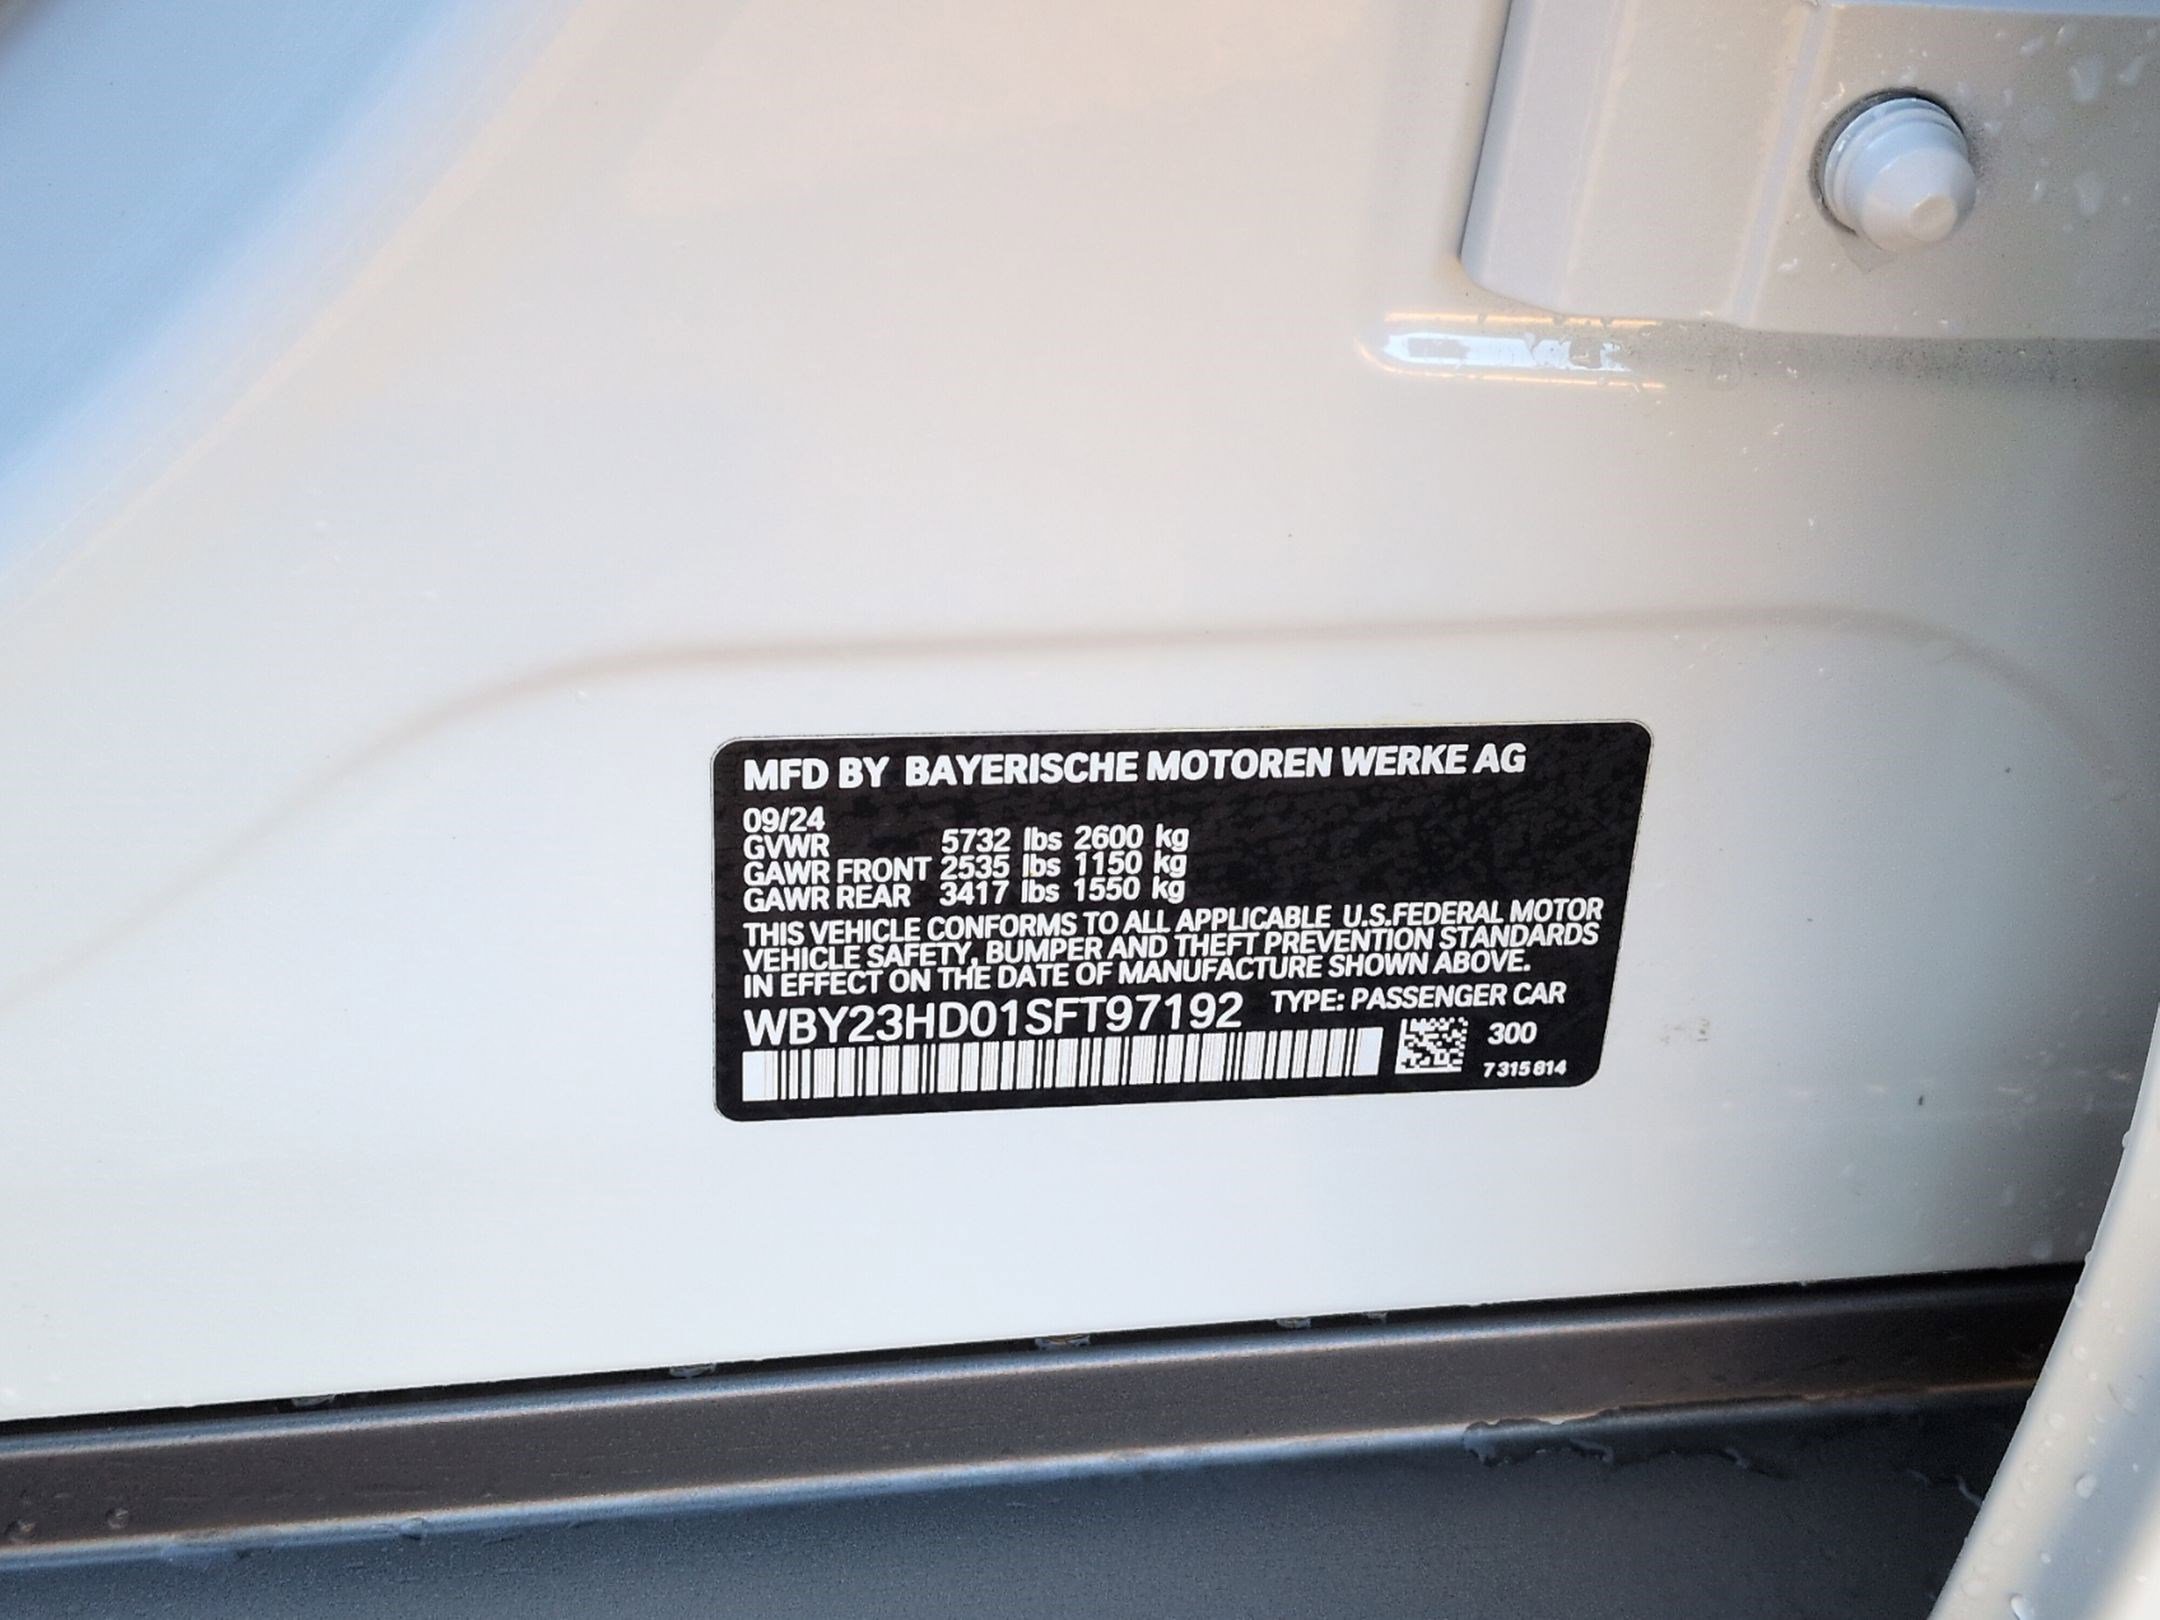 MFD BY BAYERISCHE MOTOREN WERKE AG
09/24
GVWR 5732 lbs 2600 kg
GAWR FRONT 2535 lbs 1150 kg
GAWR REAR 3417 lbs 1550 kg
THIS VEHICLE CONFORMS TO ALL APPLICABLE U.S.FEDERAL MOTOR
VEHICLE SAFETY, BUMPER AND THEFT PREVENTION STANDARDS
IN EFFECT ON THE DATE OF MANUFACTURE SHOWN ABOVE.
WBY23HD01SFT97192 TYPE: PASSENGER CAR
300
7 315 814